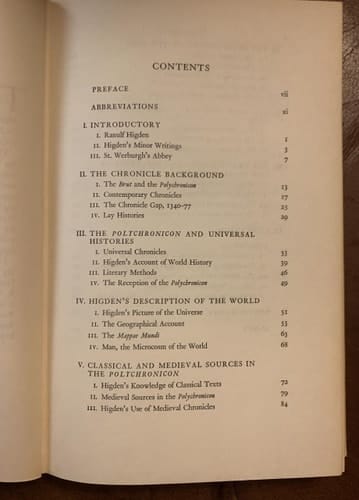 CONTENTS
PREFACE vii
ABBREVIATIONS xi
I. INTRODUCTORY
I. Ranulf Higden 1
II. Higden's Minor Writings 3
III. St. Werburgh's Abbey 7
II. THE CHRONICLE BACKGROUND
I. The Brut and the Polychronicon 13
II. Contemporary Chronicles 17
III. The Chronicle Gap, 1340-77 25
IV. Lay Histories 29
III. THE POLYCHRONICON AND UNIVERSAL
HISTORIES
I. Universal Chronicles 33
II. Higden's Account of World History 39
III. Literary Methods 46
IV. The Reception of the Polychronicon 49
IV. HIGDEN'S DESCRIPTION OF THE WORLD
I. Higden's Picture of the Universe 51
II. The Geographical Account 55
III. The Mappae Mundi 63
IV. Man, the Microcosm of the World 68
V. CLASSICAL AND MEDIEVAL SOURCES IN
THE POLYCHRONICON
I. Higden's Knowledge of Classical Texts 72
II. Medieval Sources in the Polychronicon 79
III. Higden's Use of Medieval Chronicles 84